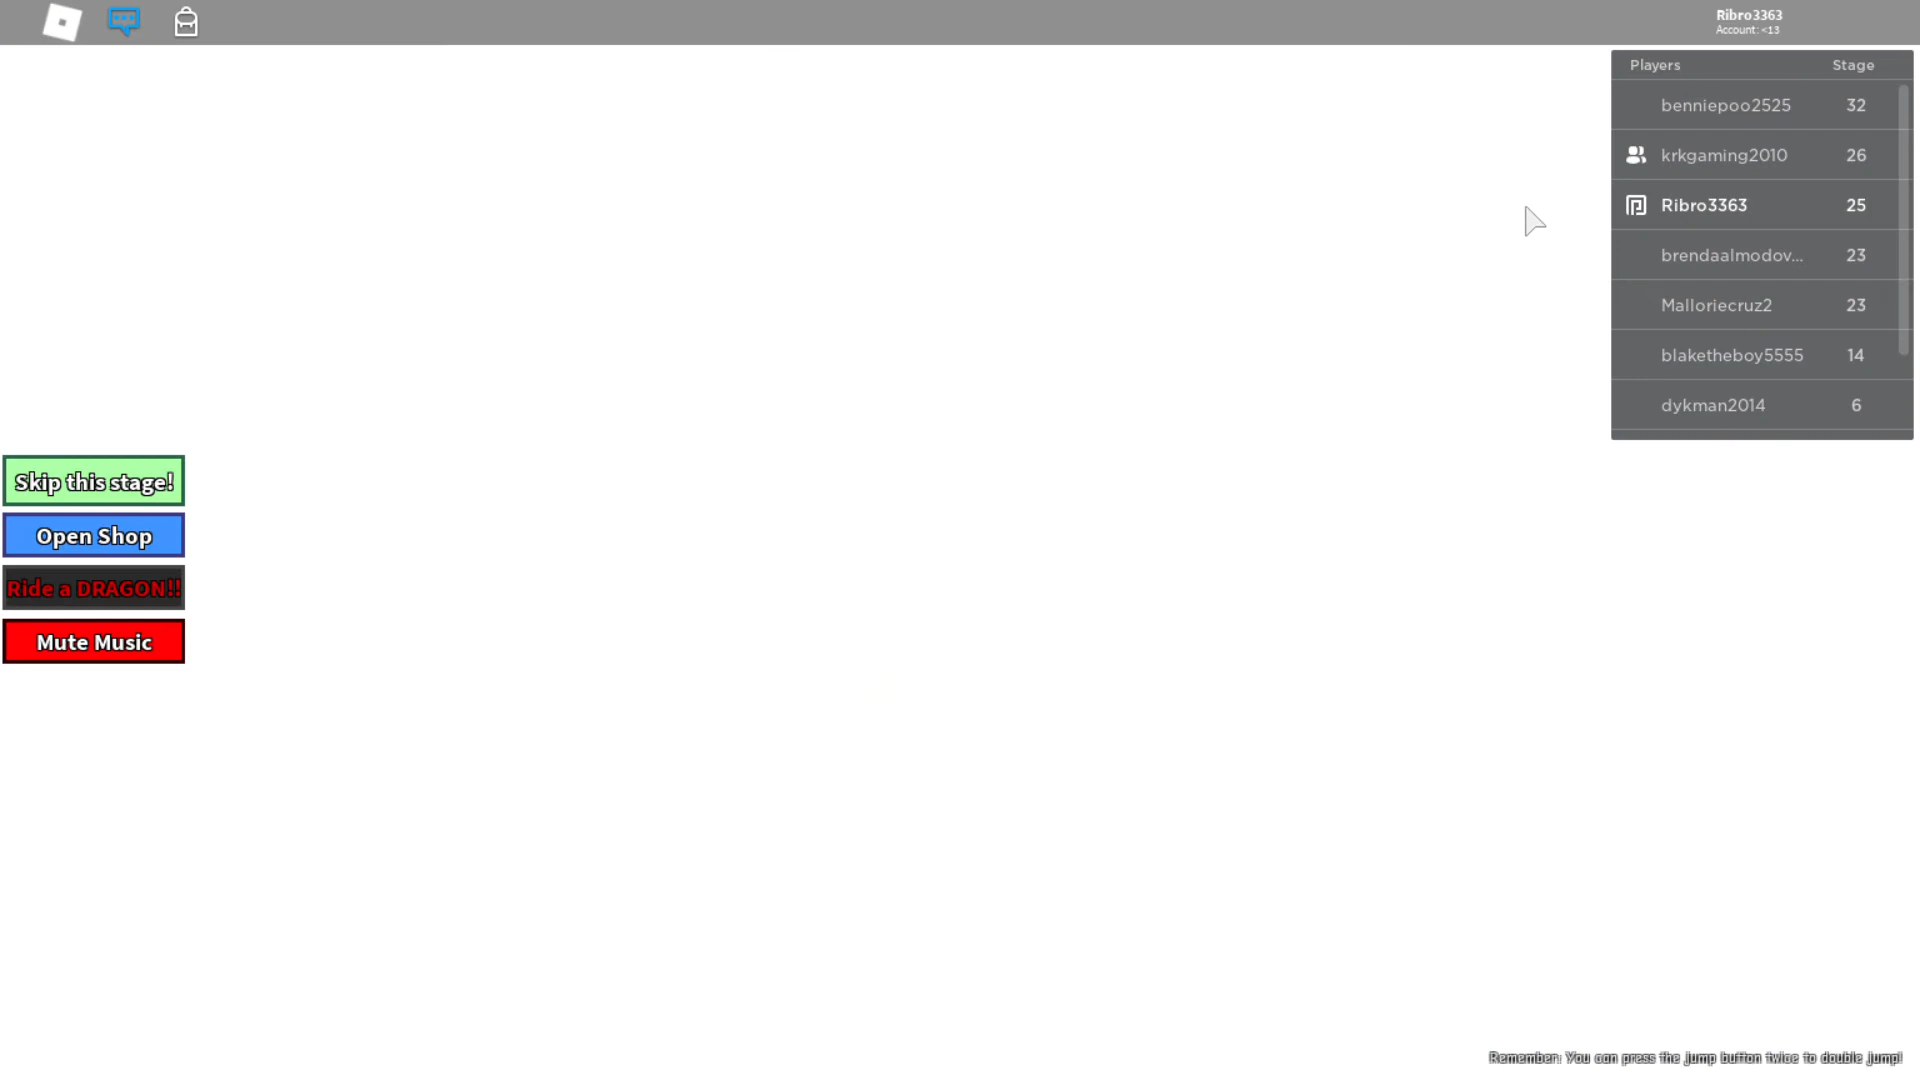 Ribro3363
Account: <13
Players Stage
benniepoo2525 32
krkgaming2010 26
Ribro3363 25
brendaalmodov... 23
Malloriecruz2 23
blaketheboy5555 14
dykman2014 6
Skip this stage!
Open Shop
Ride a DRAGON!!
Mute Music
Remember: You can press the jump button twice to double jump!